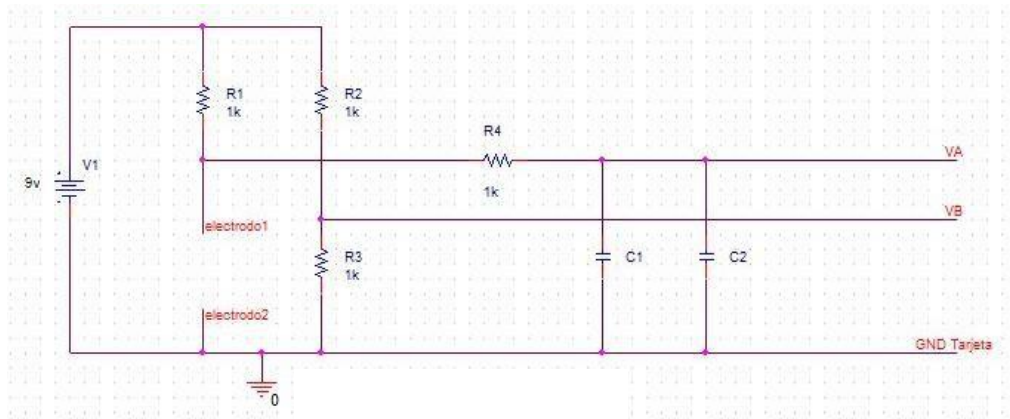 R1
1k
R2
1k
R4
1k
VA
V1
9v
VB
electrodo1
R3
1k
C1
C2
electrodo2
GND Tarjeta
0